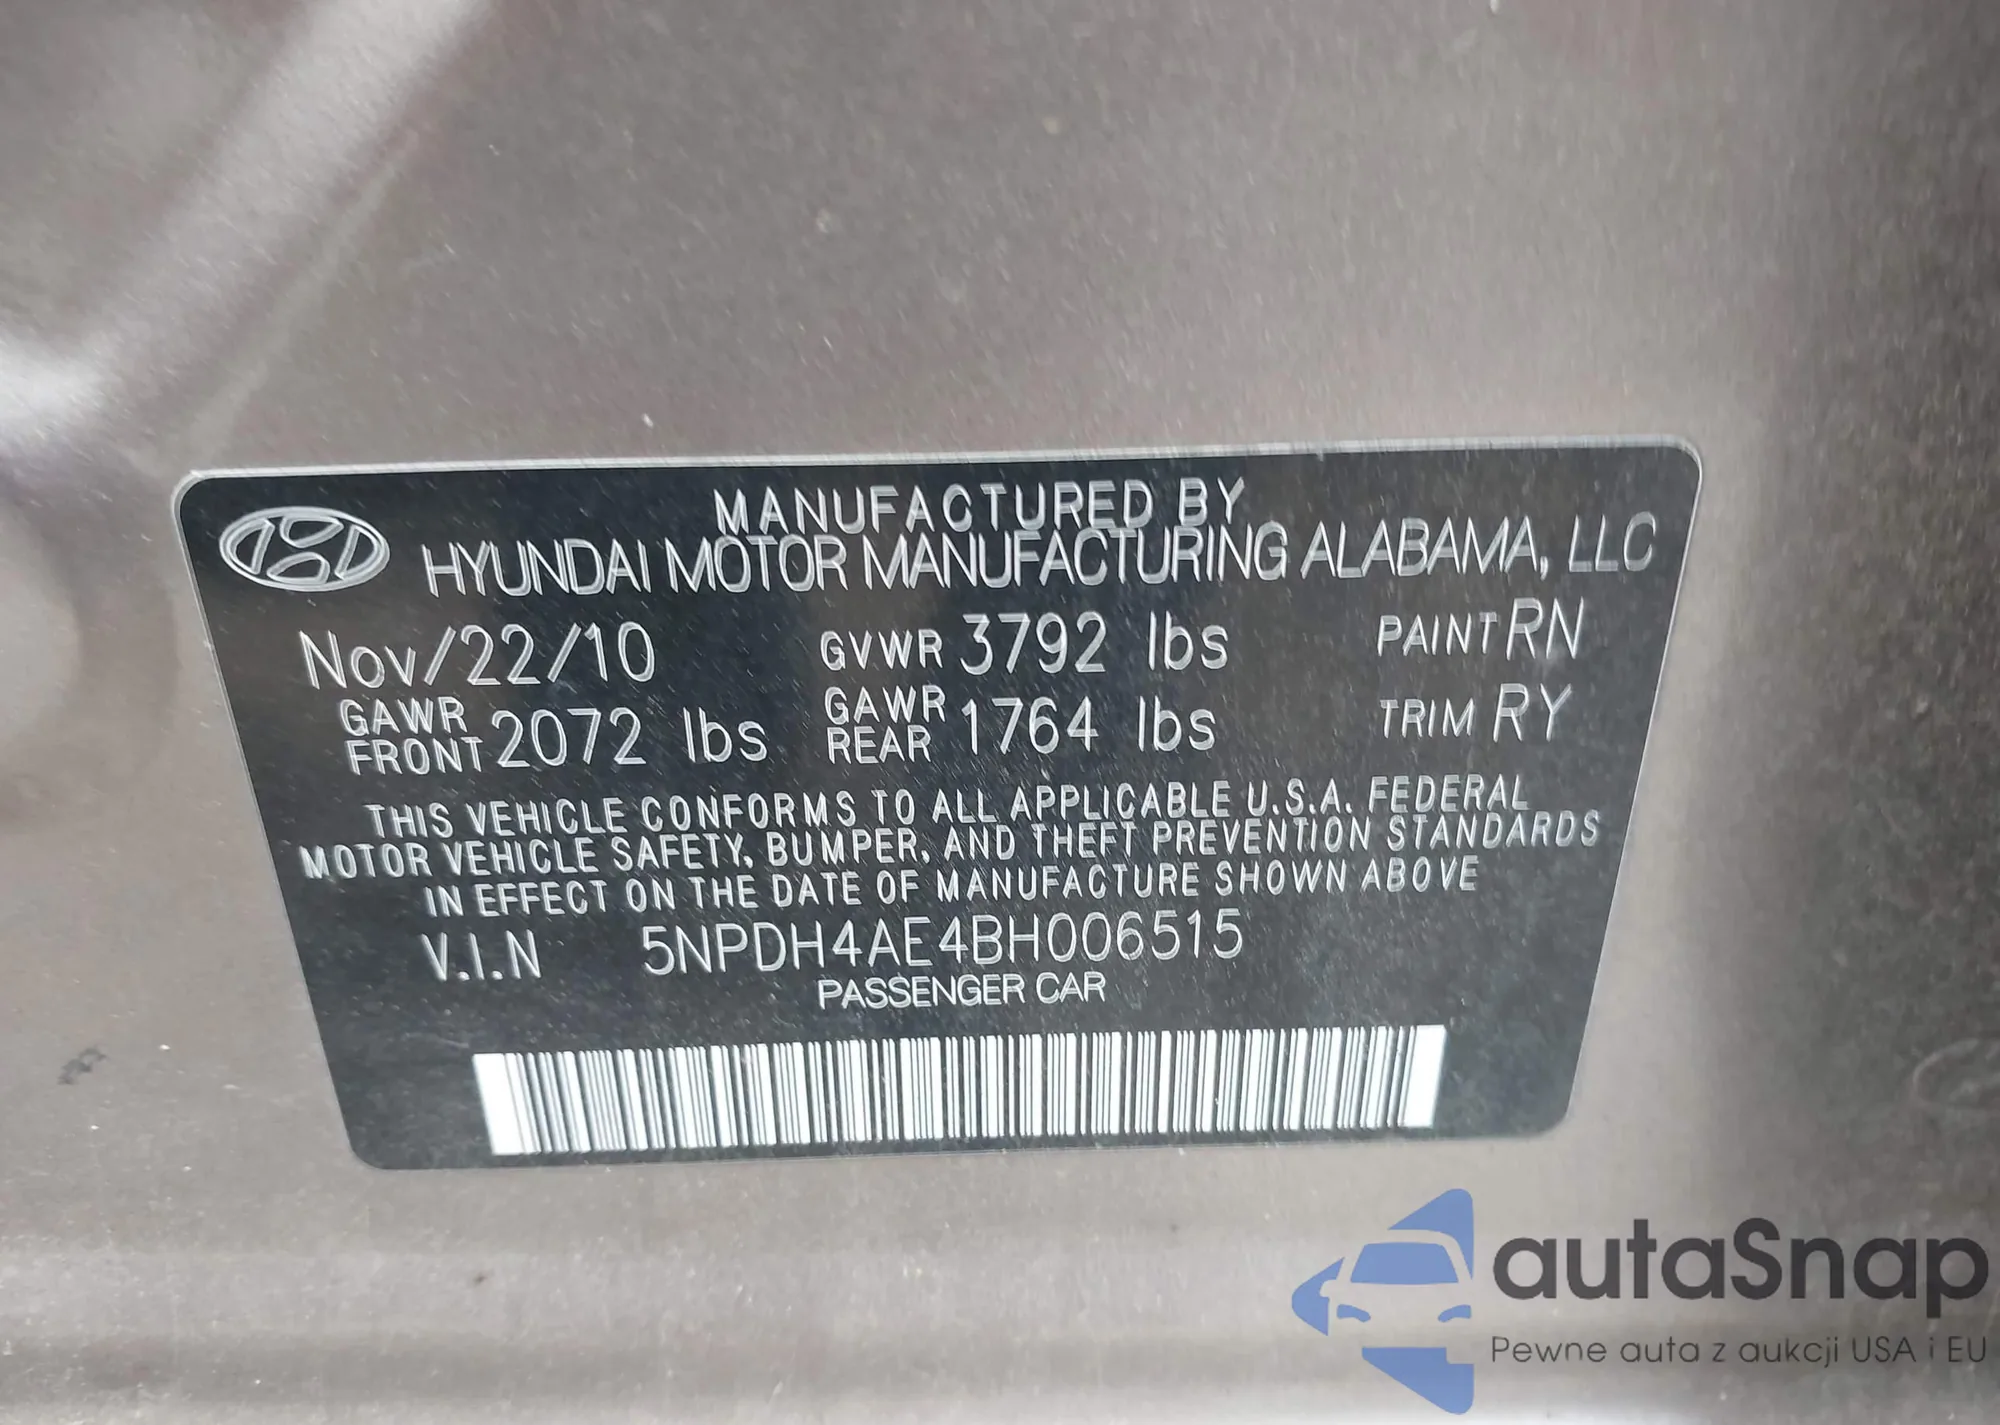 MANUFACTURED BY
HYUNDAI MOTOR MANUFACTURING ALABAMA, LLC
Nov/22/10 GVWR 3792 lbs PAINT RN
GAWR FRONT 2072 lbs GAWR REAR 1764 lbs TRIM RY
THIS VEHICLE CONFORMS TO ALL APPLICABLE U.S.A. FEDERAL
MOTOR VEHICLE SAFETY, BUMPER, AND THEFT PREVENTION STANDARDS
IN EFFECT ON THE DATE OF MANUFACTURE SHOWN ABOVE
V.I.N 5NPDH4AE4BH006515
PASSENGER CAR
autaSnap
Pewne auta z aukcji USA i EU